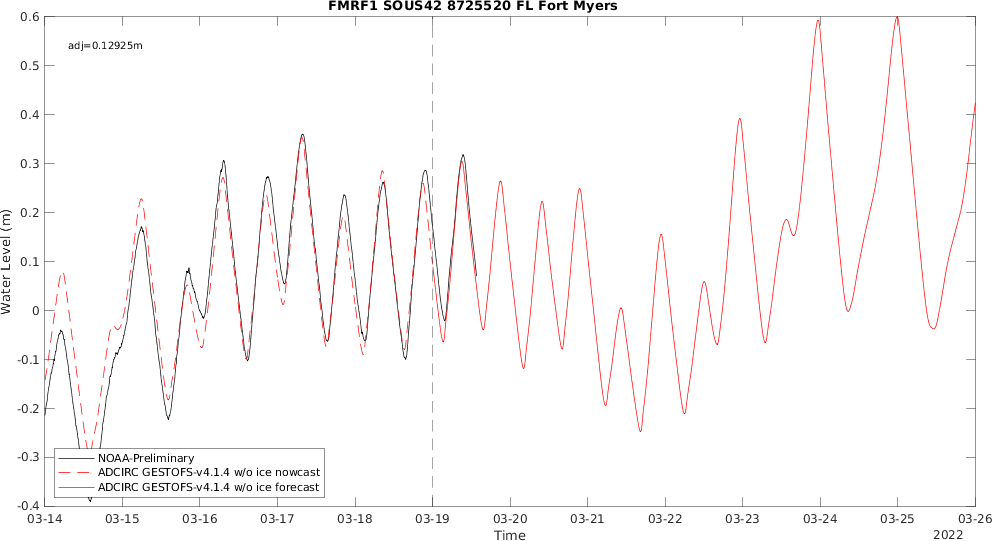 FMRF1 SOUS42 8725520 FL Fort Myers
adj=0.12925m
0.6
0.5
0.4
0.3
0.2
0.1
0
-0.1
-0.2
-0.3
-0.4
Water Level (m)
NOAA-Preliminary
ADCIRC GESTOFS-v4.1.4 w/o ice nowcast
ADCIRC GESTOFS-v4.1.4 w/o ice forecast
03-14 03-15 03-16 03-17 03-18 03-19 03-20 03-21 03-22 03-23 03-24 03-25 03-26
Time
2022